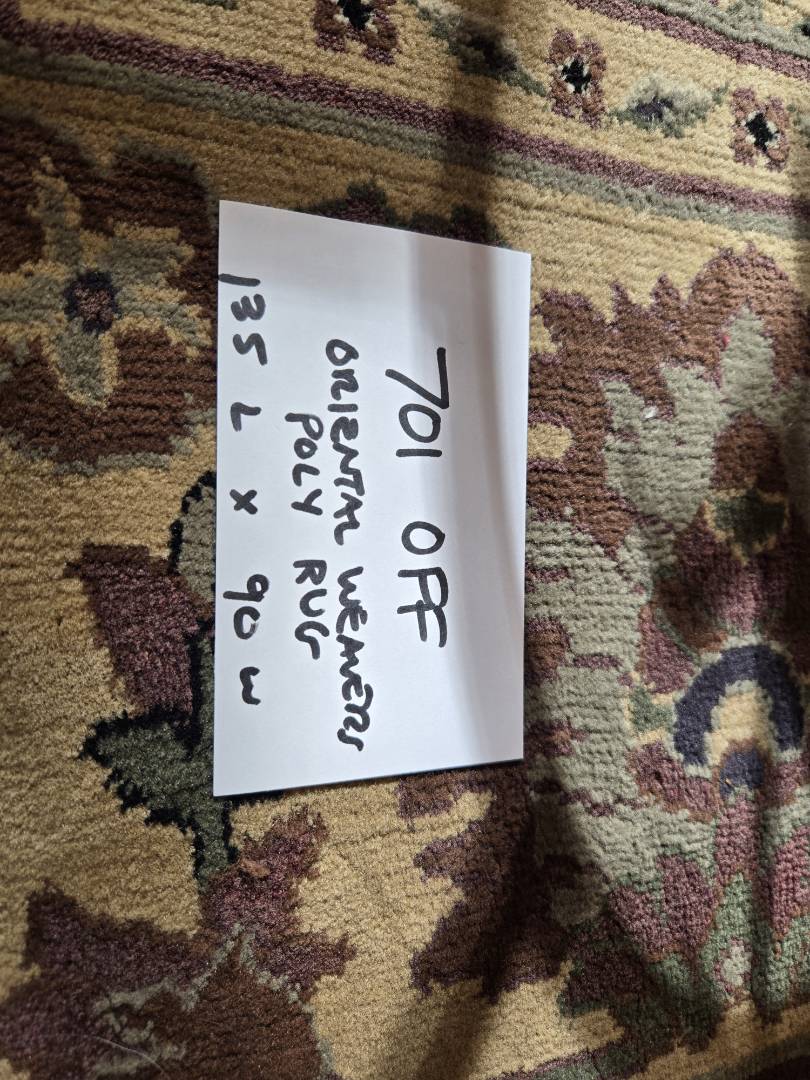 701 OFF
ORIENTAL WEAVERS
POLY RUG
135 L x 90 W